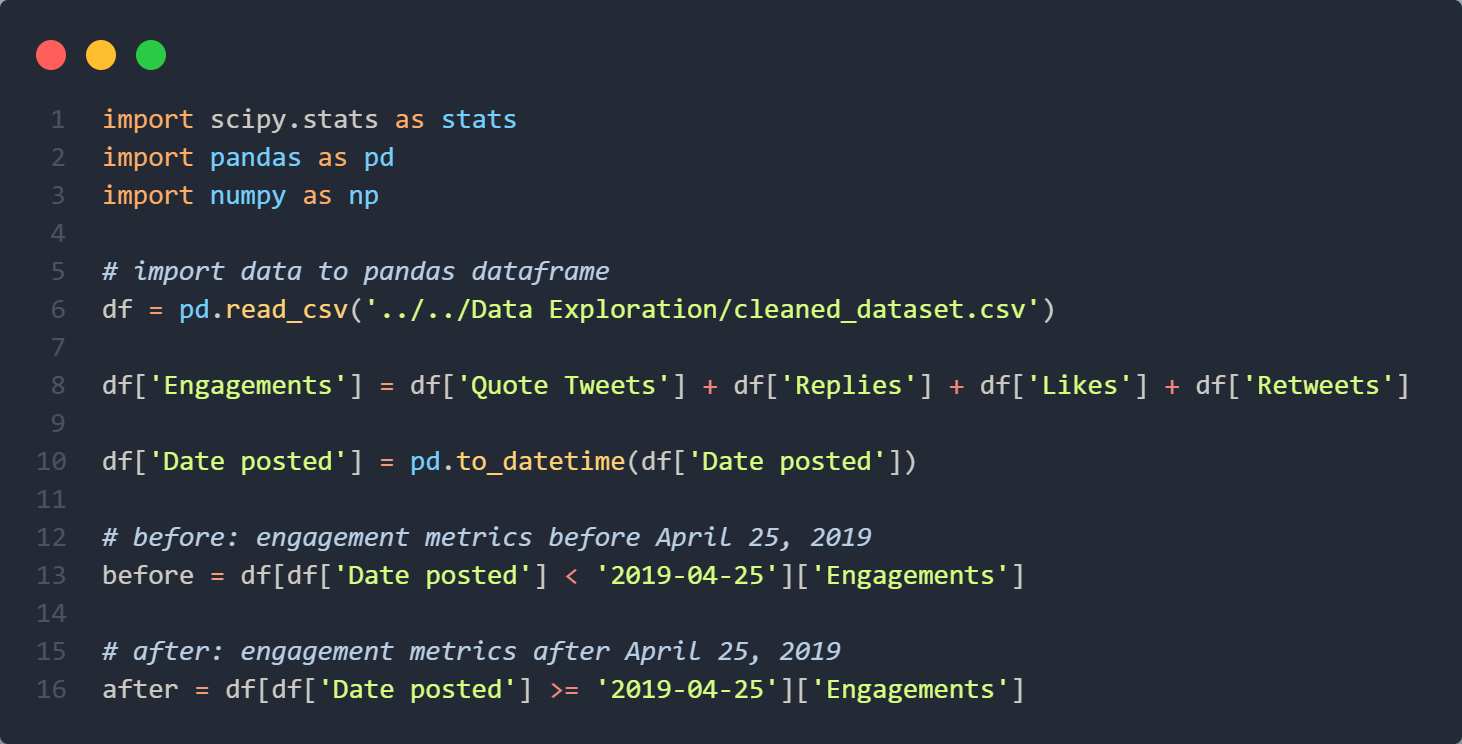 1 import scipy.stats as stats
2 import pandas as pd
3 import numpy as np
4
5 # import data to pandas dataframe
6 df = pd.read_csv('../../Data Exploration/cleaned_dataset.csv')
7
8 df['Engagements'] = df['Quote Tweets'] + df['Replies'] + df['Likes'] + df['Retweets']
9
10 df['Date posted'] = pd.to_datetime(df['Date posted'])
11
12 # before: engagement metrics before April 25, 2019
13 before = df[df['Date posted'] < '2019-04-25']['Engagements']
14
15 # after: engagement metrics after April 25, 2019
16 after = df[df['Date posted'] >= '2019-04-25']['Engagements']